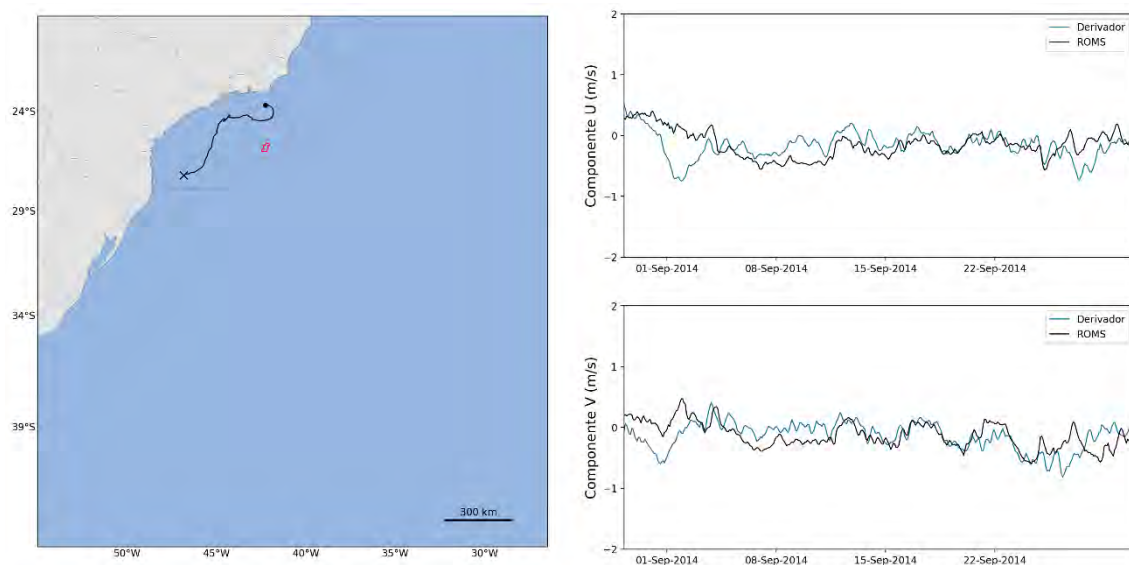 24°S
29°S
34°S
39°S
50°W
45°W
40°W
35°W
30°W
300 km
Componente U (m/s)
2
1
0
−1
−2
01-Sep-2014
08-Sep-2014
15-Sep-2014
22-Sep-2014
Derivador
ROMS
Componente V (m/s)
2
1
0
−1
−2
01-Sep-2014
08-Sep-2014
15-Sep-2014
22-Sep-2014
Derivador
ROMS